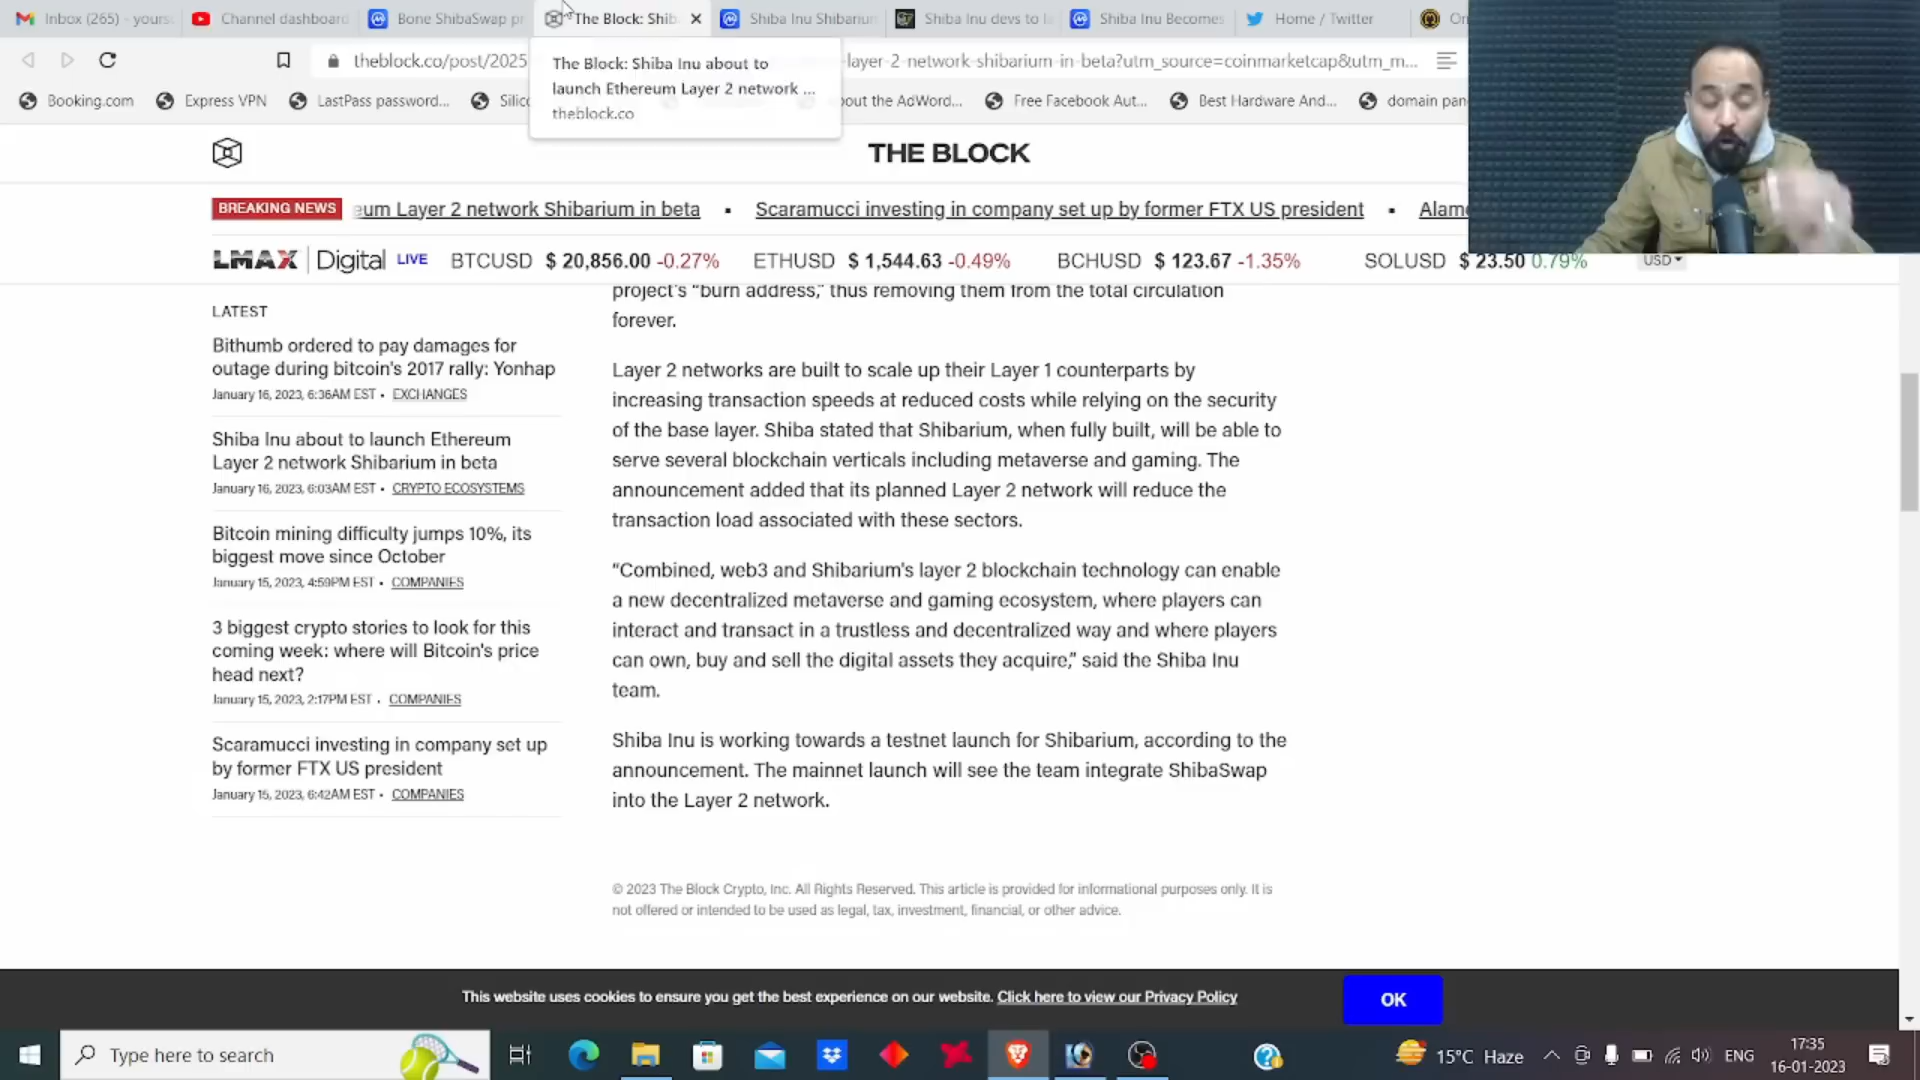 Inbox (265) - yours
Channel dashboard
Bone ShibaSwap pr
The Block: Shib
Shiba Inu Shibarium
Shiba Inu devs to l
Shiba Inu Becomes
Home / Twitter
theblock.co/post/2025
-layer-2-network-shibarium-in-beta?utm_source=coinmarketcap&utm_m...
The Block: Shiba Inu about to
launch Ethereum Layer 2 network ...
theblock.co
Booking.com
Express VPN
LastPass password...
Silico
bout the AdWord...
Free Facebook Aut...
Best Hardware And...
domain pan
THE BLOCK
BREAKING NEWS
eum Layer 2 network Shibarium in beta
Scaramucci investing in company set up by former FTX US president
Alame
LMAX Digital LIVE BTCUSD $ 20,856.00 -0.27% ETHUSD $ 1,544.63 -0.49% BCHUSD $ 123.67 -1.35% SOLUSD $ 23.50 0.79% USD
LATEST
Bithumb ordered to pay damages for
outage during bitcoin's 2017 rally: Yonhap
January 16, 2023, 6:36AM EST • EXCHANGES
Shiba Inu about to launch Ethereum
Layer 2 network Shibarium in beta
January 16, 2023, 6:03AM EST • CRYPTO ECOSYSTEMS
Bitcoin mining difficulty jumps 10%, its
biggest move since October
January 15, 2023, 4:59PM EST • COMPANIES
3 biggest crypto stories to look for this
coming week: where will Bitcoin's price
head next?
January 15, 2023, 2:17PM EST • COMPANIES
Scaramucci investing in company set up
by former FTX US president
January 15, 2023, 6:42AM EST • COMPANIES
project's “burn address,” thus removing them from the total circulation
forever.
Layer 2 networks are built to scale up their Layer 1 counterparts by
increasing transaction speeds at reduced costs while relying on the security
of the base layer. Shiba stated that Shibarium, when fully built, will be able to
serve several blockchain verticals including metaverse and gaming. The
announcement added that its planned Layer 2 network will reduce the
transaction load associated with these sectors.
“Combined, web3 and Shibarium's layer 2 blockchain technology can enable
a new decentralized metaverse and gaming ecosystem, where players can
interact and transact in a trustless and decentralized way and where players
can own, buy and sell the digital assets they acquire,” said the Shiba Inu
team.
Shiba Inu is working towards a testnet launch for Shibarium, according to the
announcement. The mainnet launch will see the team integrate ShibaSwap
into the Layer 2 network.
© 2023 The Block Crypto, Inc. All Rights Reserved. This article is provided for informational purposes only. It is
not offered or intended to be used as legal, tax, investment, financial, or other advice.
This website uses cookies to ensure you get the best experience on our website. Click here to view our Privacy Policy
OK
Type here to search
15°C Haze
ENG
17:35
16-01-2023